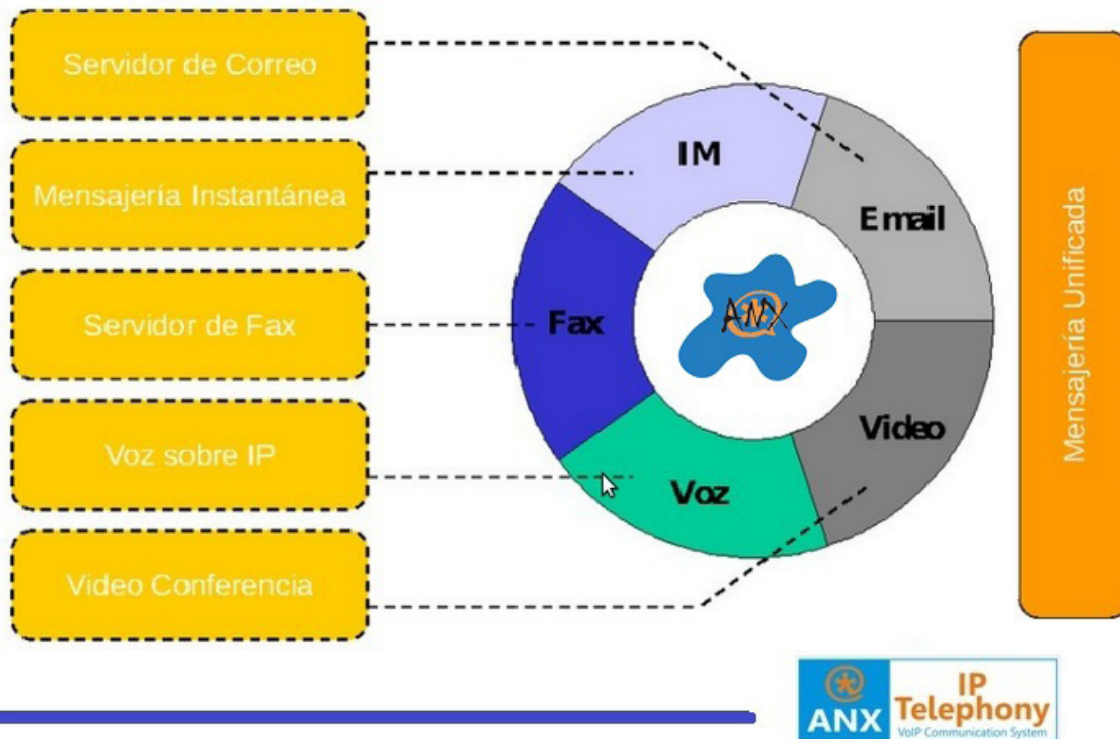 Servidor de Correo
Mensajería Instantánea
Servidor de Fax
Voz sobre IP
Video Conferencia
IM
Email
Fax
ANX
Video
Voz
Mensajería Unificada
ANX
IP
Telephony
VoIP Communication System